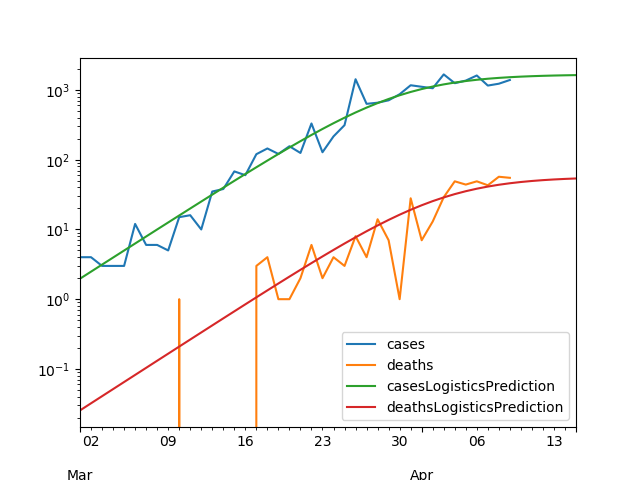 10³
10²
10¹
10⁰
10⁻¹
cases
deaths
casesLogisticsPrediction
deathsLogisticsPrediction
02 09 16 23 30 06 13
Mar Apr